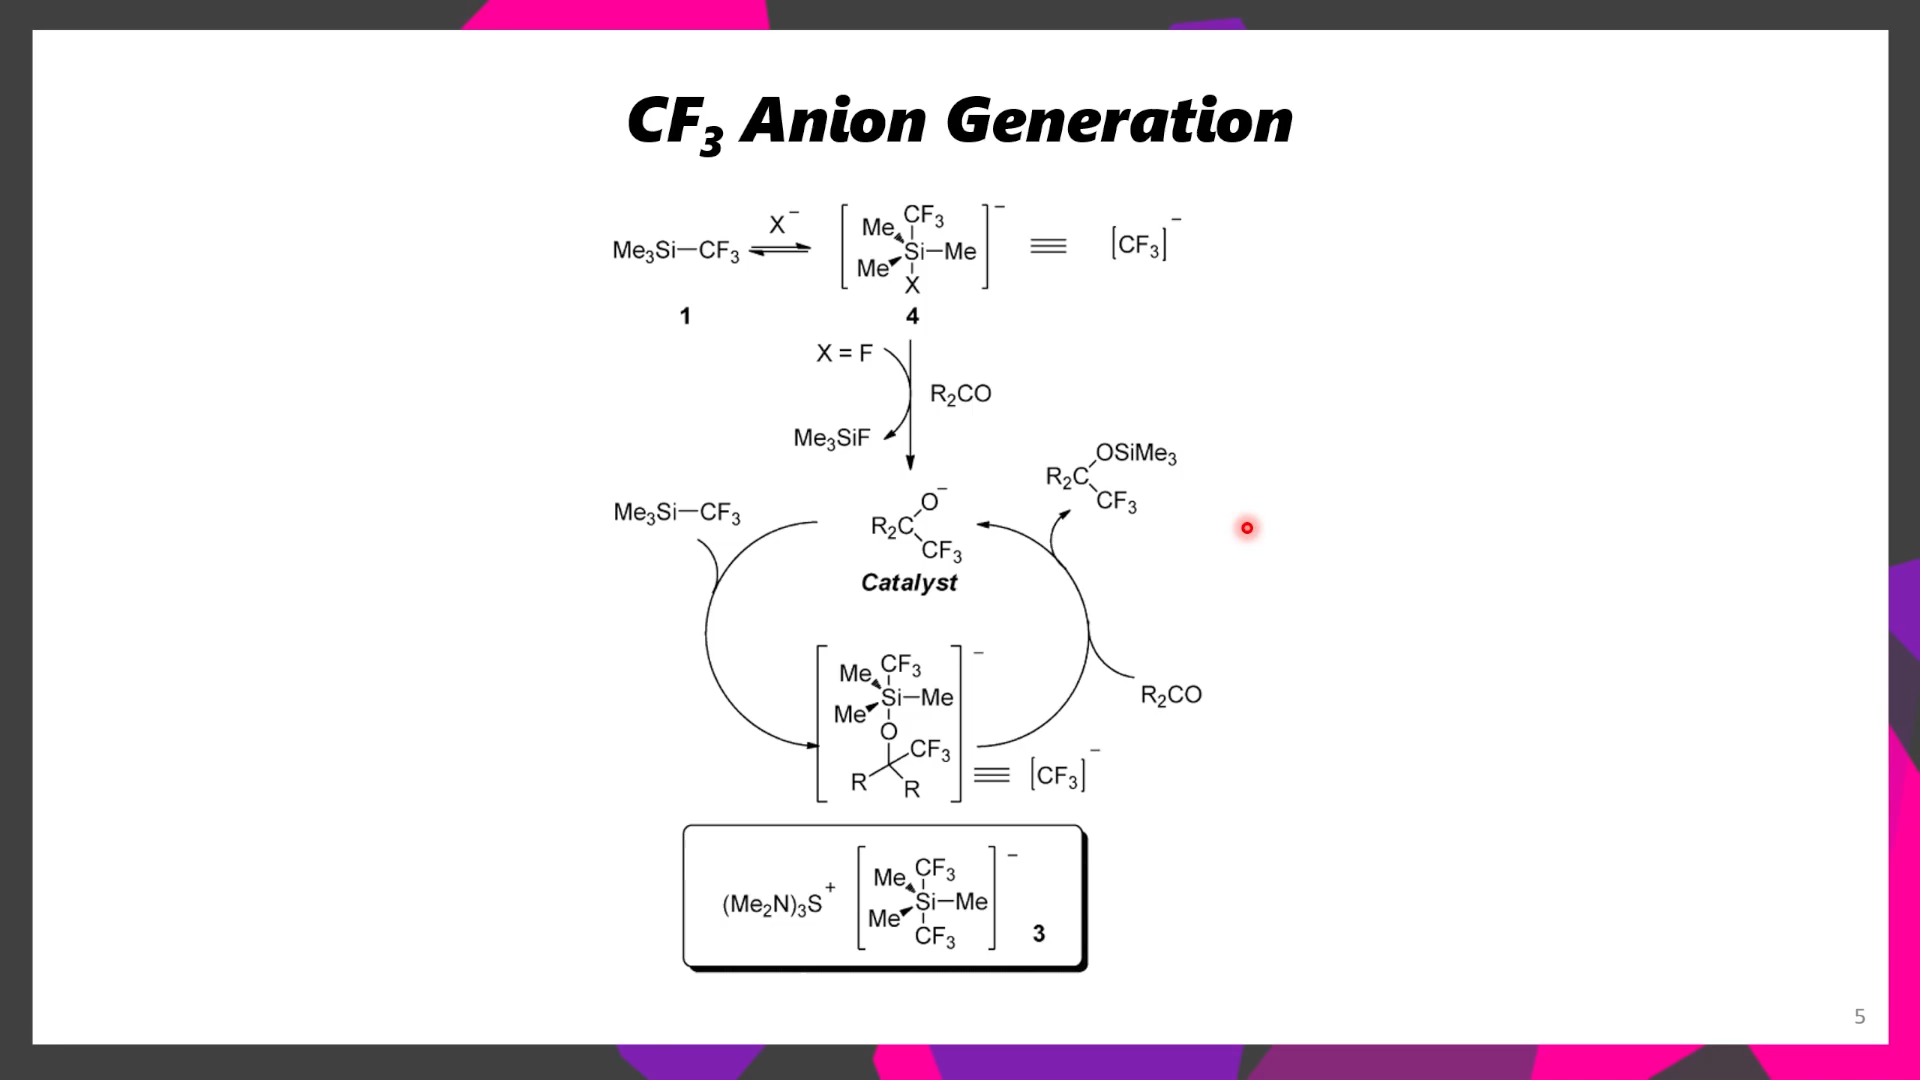 CF₃ Anion Generation
Me₃Si—CF₃
X⁻
CF₃
Me
Si—Me
Me
X
⁻
≡
[CF₃]⁻
1
4
X = F
R₂CO
Me₃SiF
OSiMe₃
R₂C
CF₃
Me₃Si—CF₃
O⁻
R₂C
CF₃
Catalyst
CF₃
Me
Si—Me
Me
O
CF₃
R
R
⁻
≡
[CF₃]⁻
R₂CO
(Me₂N)₃S⁺
CF₃
Me
Si—Me
Me
CF₃
⁻
3
5